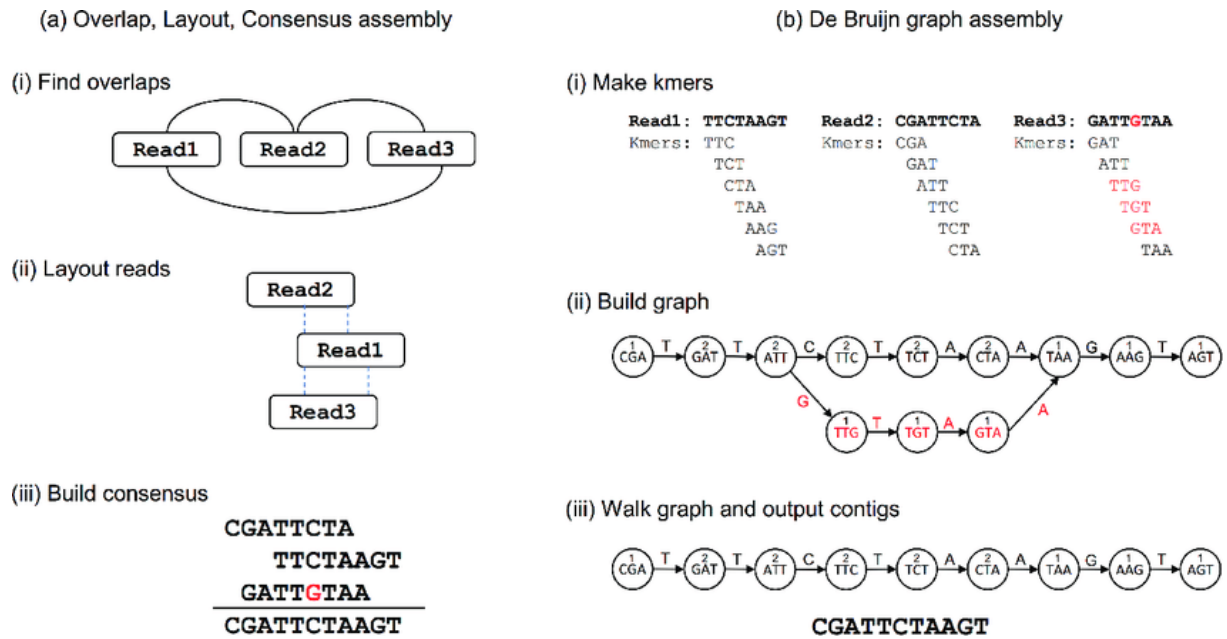 (a) Overlap, Layout, Consensus assembly
(i) Find overlaps
Read1 Read2 Read3
(ii) Layout reads
Read2
Read1
Read3
(iii) Build consensus
CGATTCTA
TTCTAAGT
GATTGTAA
CGATTCTAAGT
(b) De Bruijn graph assembly
(i) Make kmers
Read1: TTCTAAGT Read2: CGATTCTA Read3: GATTGTAA
Kmers: TTC Kmers: CGA Kmers: GAT
TCT GAT ATT
CTA ATT TTG
TAA TTC TGT
AAG TCT GTA
AGT CTA TAA
(ii) Build graph
T T C T A A G T
1 2 2 2 2 2 1 1 1
CGA GAT ATT TTC TCT CTA TAA AAG AGT
G T A A
1 1 1
TTG TGT GTA
(iii) Walk graph and output contigs
T T C T A A G T
1 2 2 2 2 2 1 1 1
CGA GAT ATT TTC TCT CTA TAA AAG AGT
CGATTCTAAGT